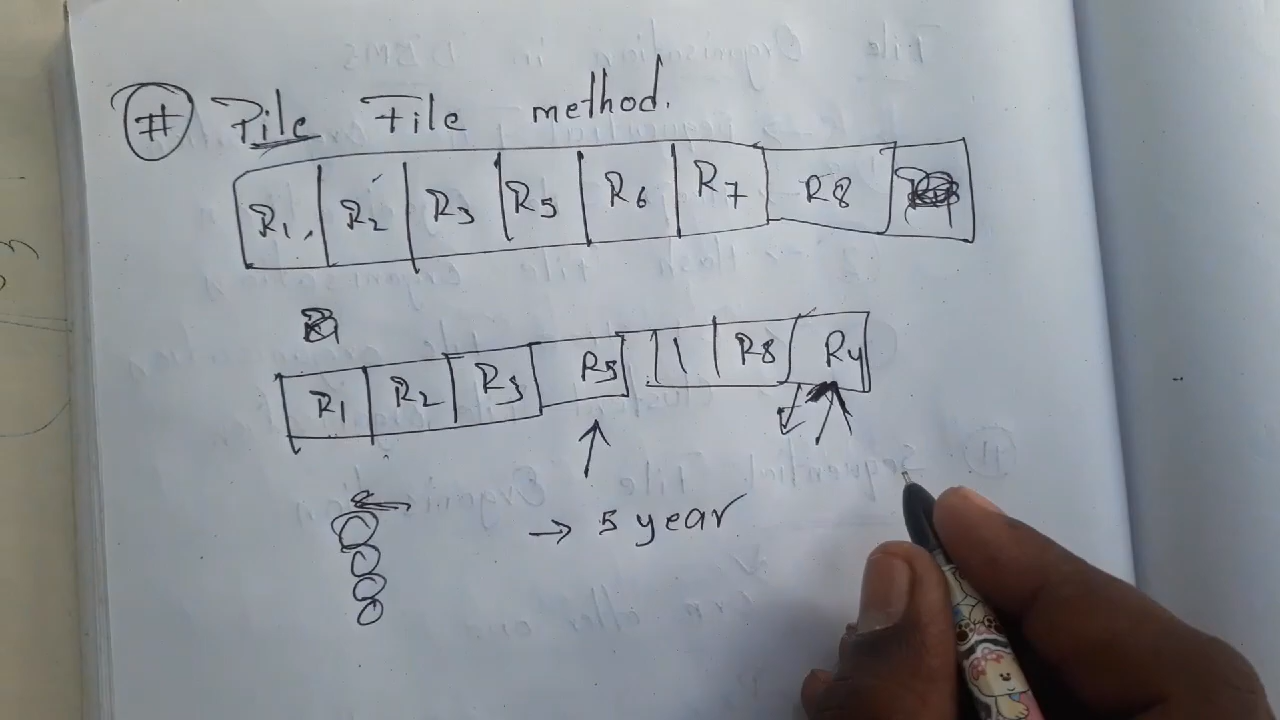 # Pile File method.
R1 R2 R3 R5 R6 R7 R8
R1 R2 R3 R5 R8 R4
→ 5 year